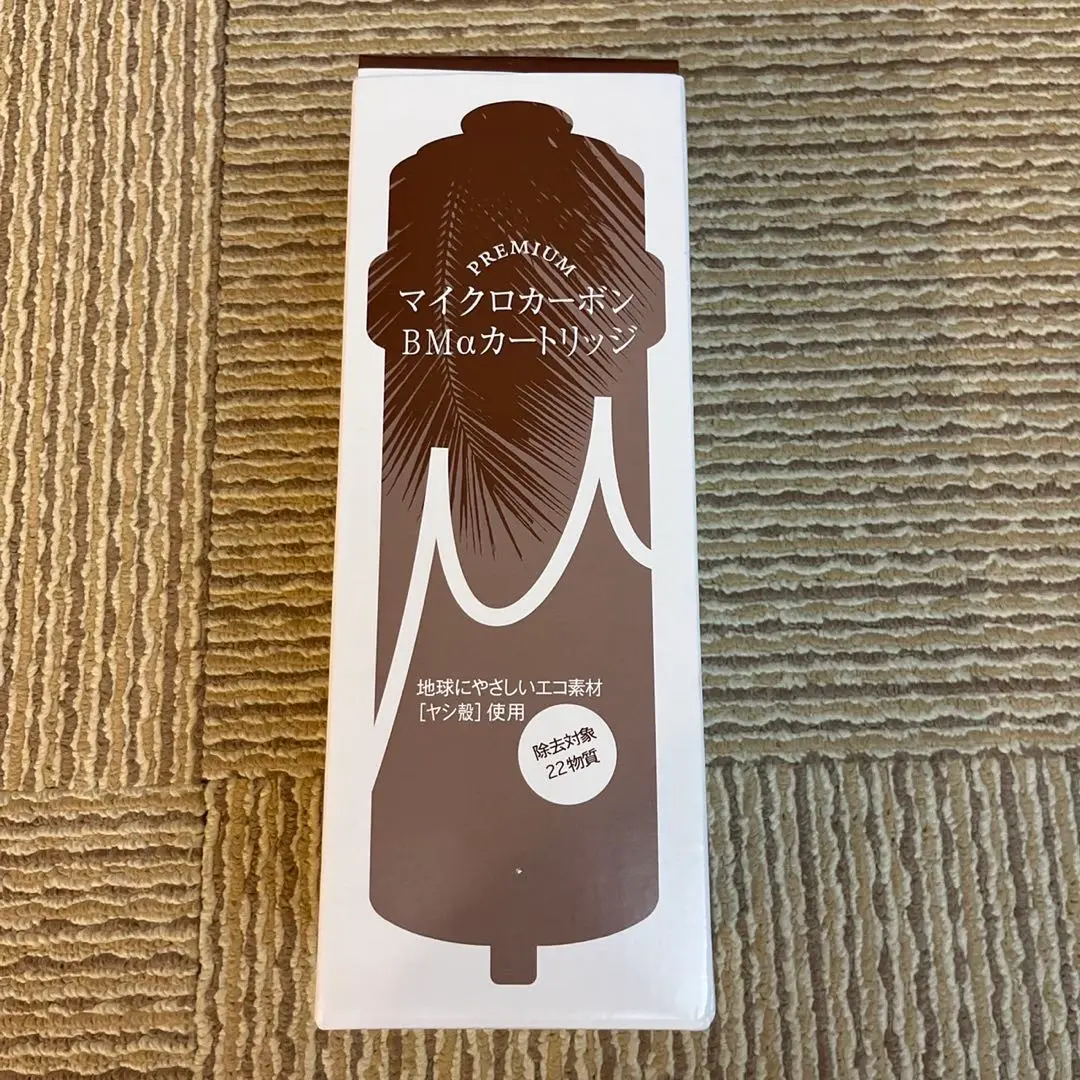 PREMIUM
マイクロカーボン
BMαカートリッジ
地球にやさしいエコ素材
[ヤシ殻] 使用
除去対象
22物質